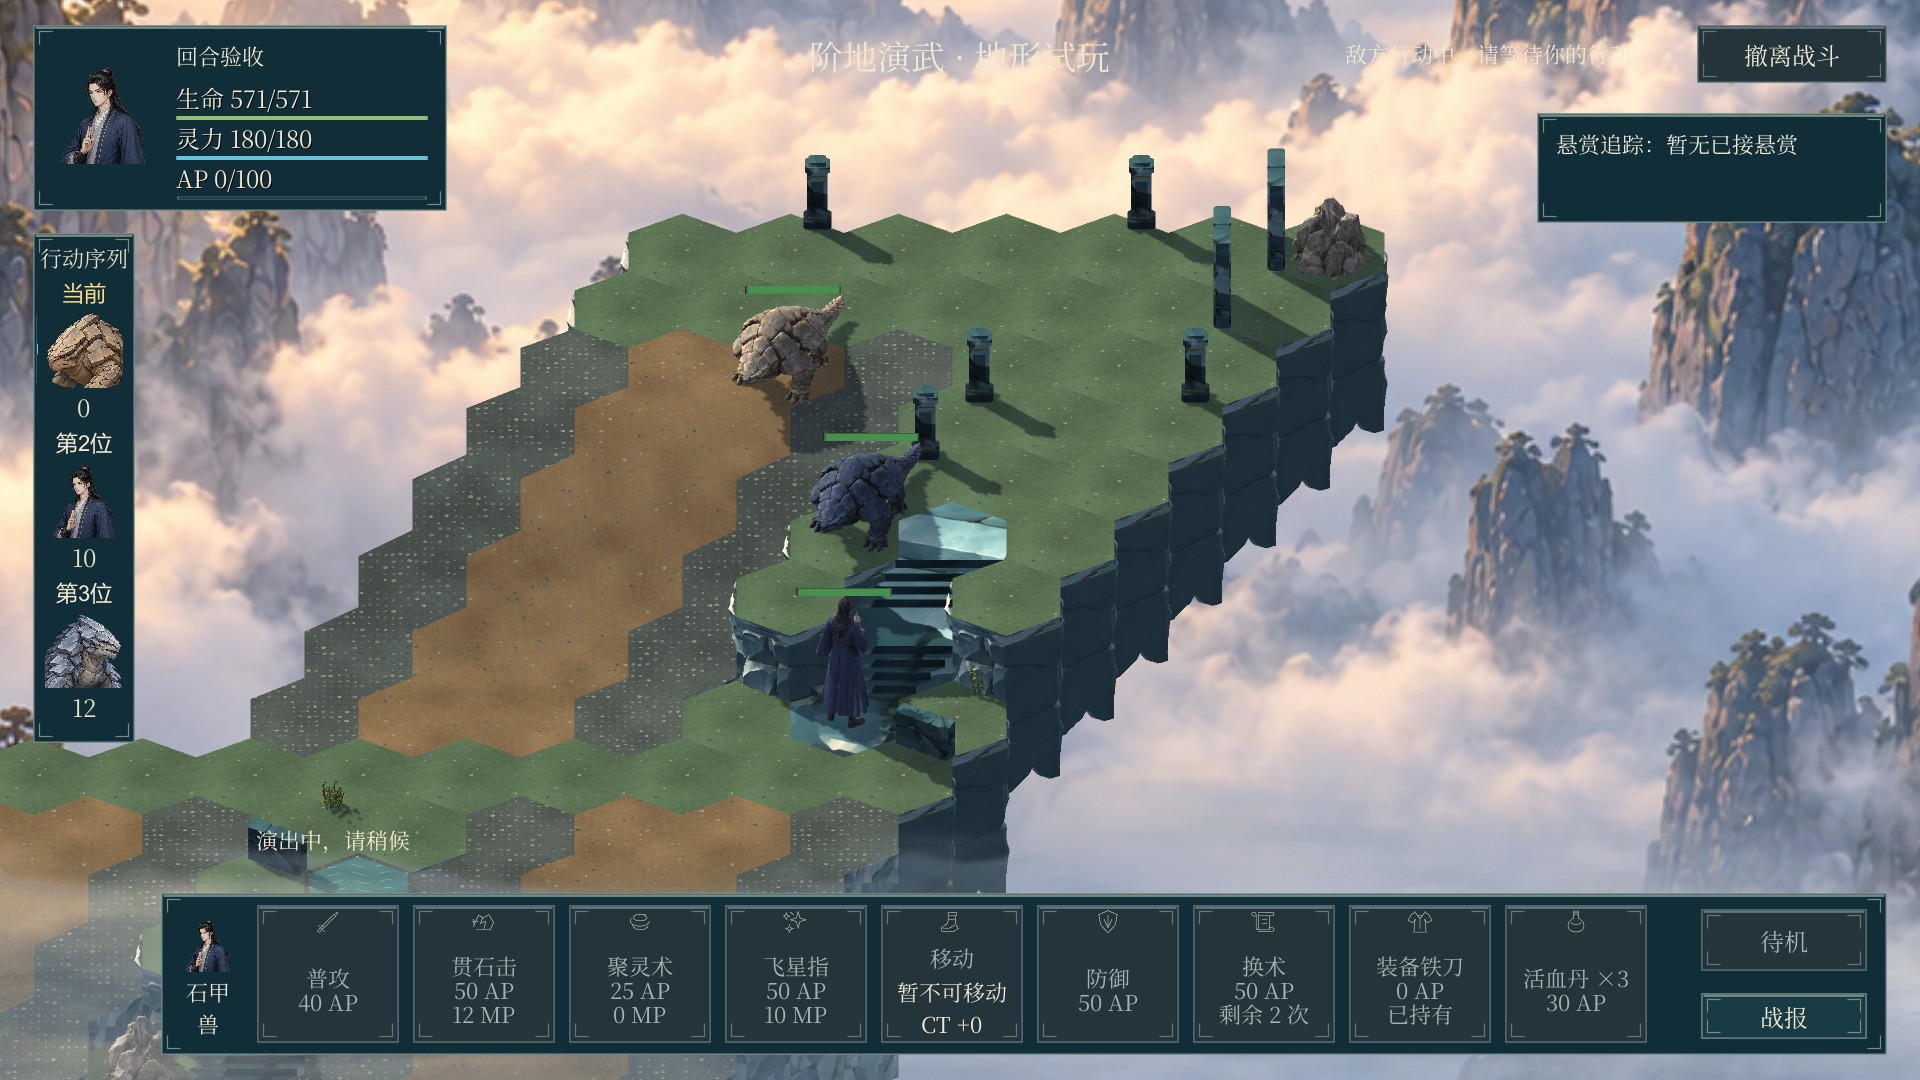 回合验收
生命 571/571
灵力 180/180
AP 0/100
阶地演武 · 地形试玩
敌方行动中 请等待你的行动
撤离战斗
悬赏追踪：暂无已接悬赏
行动序列
当前
0
第2位
10
第3位
12
演出中，请稍候
石甲
兽
普攻
40 AP
贯石击
50 AP
12 MP
聚灵术
25 AP
0 MP
飞星指
50 AP
10 MP
移动
暂不可移动
CT +0
防御
50 AP
换术
50 AP
剩余 2 次
装备铁刀
0 AP
已持有
活血丹 ×3
30 AP
待机
战报